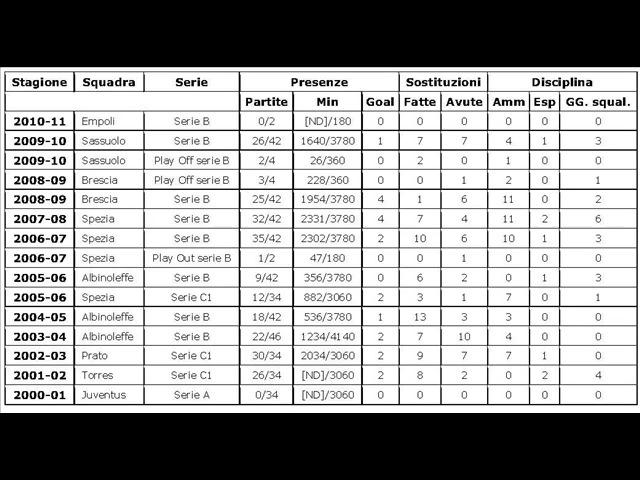 Stagione Squadra Serie Presenze Sostituzioni Disciplina
Partite Min Goal Fatte Avute Amm Esp GG. squal.
2010-11 Empoli Serie B 0/2 [ND]/180 0 0 0 0 0 0
2009-10 Sassuolo Serie B 26/42 1640/3780 1 7 7 4 1 3
2009-10 Sassuolo Play Off serie B 2/4 26/360 0 2 0 1 0 0
2008-09 Brescia Play Off serie B 3/4 228/360 0 0 1 2 0 1
2008-09 Brescia Serie B 25/42 1954/3780 4 1 6 11 0 2
2007-08 Spezia Serie B 32/42 2331/3780 4 7 4 11 2 6
2006-07 Spezia Serie B 35/42 2302/3780 2 10 6 10 1 3
2006-07 Spezia Play Out serie B 1/2 47/180 0 0 1 0 0 0
2005-06 Albinoleffe Serie B 9/42 356/3780 0 6 2 0 1 3
2005-06 Spezia Serie C1 12/34 882/3060 2 3 1 7 0 1
2004-05 Albinoleffe Serie B 18/42 536/3780 1 13 3 3 0 0
2003-04 Albinoleffe Serie B 22/46 1234/4140 2 7 10 4 0 0
2002-03 Prato Serie C1 30/34 2034/3060 2 9 7 7 1 0
2001-02 Torres Serie C1 26/34 [ND]/3060 2 8 2 0 2 4
2000-01 Juventus Serie A 0/34 [ND]/3060 0 0 0 0 0 0